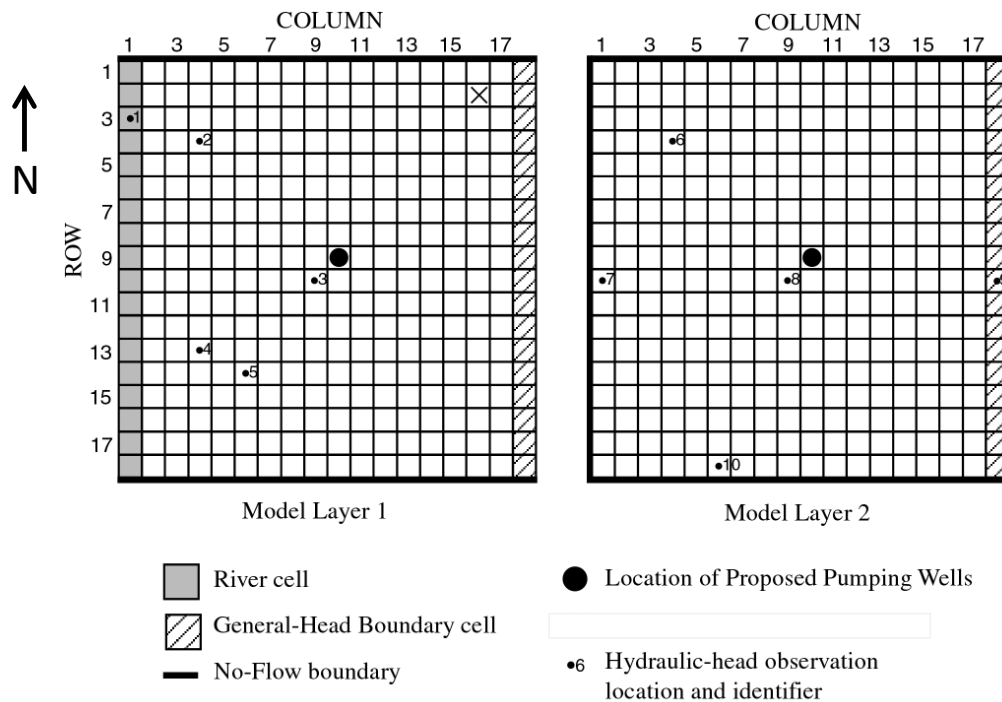 COLUMN
1 3 5 7 9 11 13 15 17
COLUMN
1 3 5 7 9 11 13 15 17
N
ROW
1
3
5
7
9
11
13
15
17
1
2
3
4
5
6
7
8
10
Model Layer 1
Model Layer 2
River cell
General-Head Boundary cell
No-Flow boundary
Location of Proposed Pumping Wells
6 Hydraulic-head observation
location and identifier